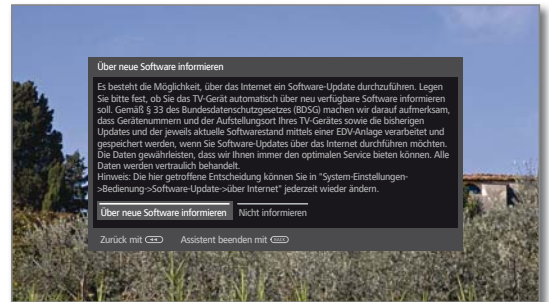 Über neue Software informieren
Es besteht die Möglichkeit, über das Internet ein Software-Update durchzuführen. Legen
Sie bitte fest, ob Sie das TV-Gerät automatisch über neu verfügbare Software informieren
soll. Gemäß § 33 des Bundesdatenschutzgesetzes (BDSG) machen wir darauf aufmerksam,
dass Gerätenummern und der Aufstellungsort Ihres TV-Gerätes sowie die bisherigen
Updates und der jeweils aktuelle Softwarestand mittels einer EDV-Anlage verarbeitet und
gespeichert werden, wenn Sie Software-Updates über das Internet durchführen möchten.
Die Daten gewährleisten, dass wir Ihnen immer den optimalen Service bieten können. Alle
Daten werden vertraulich behandelt.
Hinweis: Die hier getroffene Entscheidung können Sie in "System-Einstellungen-
>Bedienung->Software-Update->über Internet" jederzeit wieder ändern.
Über neue Software informieren Nicht informieren
Zurück mit Assistent beenden mit